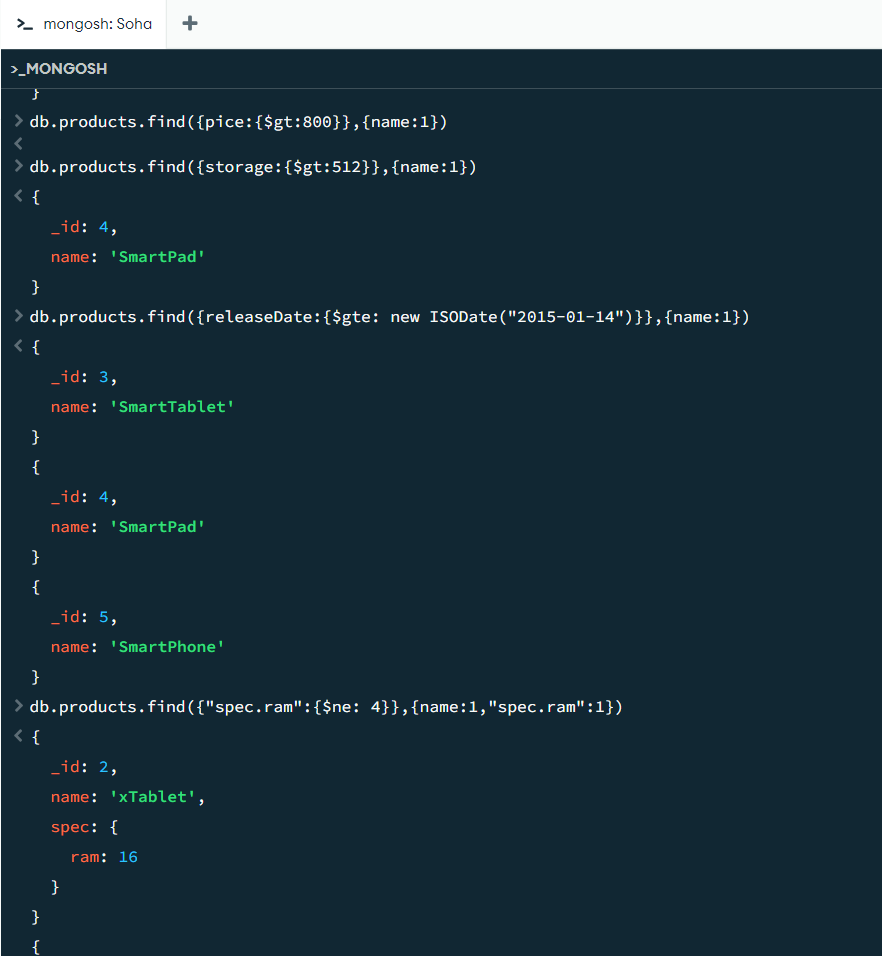 >_ mongosh: Soha +
>_MONGOSH
}
> db.products.find({pice:{$gt:800}},{name:1})
<
> db.products.find({storage:{$gt:512}},{name:1})
< {
_id: 4,
name: 'SmartPad'
}
> db.products.find({releaseDate:{$gte: new ISODate("2015-01-14")}},{name:1})
< {
_id: 3,
name: 'SmartTablet'
}
{
_id: 4,
name: 'SmartPad'
}
{
_id: 5,
name: 'SmartPhone'
}
> db.products.find({"spec.ram":{$ne: 4}},{name:1,"spec.ram":1})
< {
_id: 2,
name: 'xTablet',
spec: {
ram: 16
}
}
{